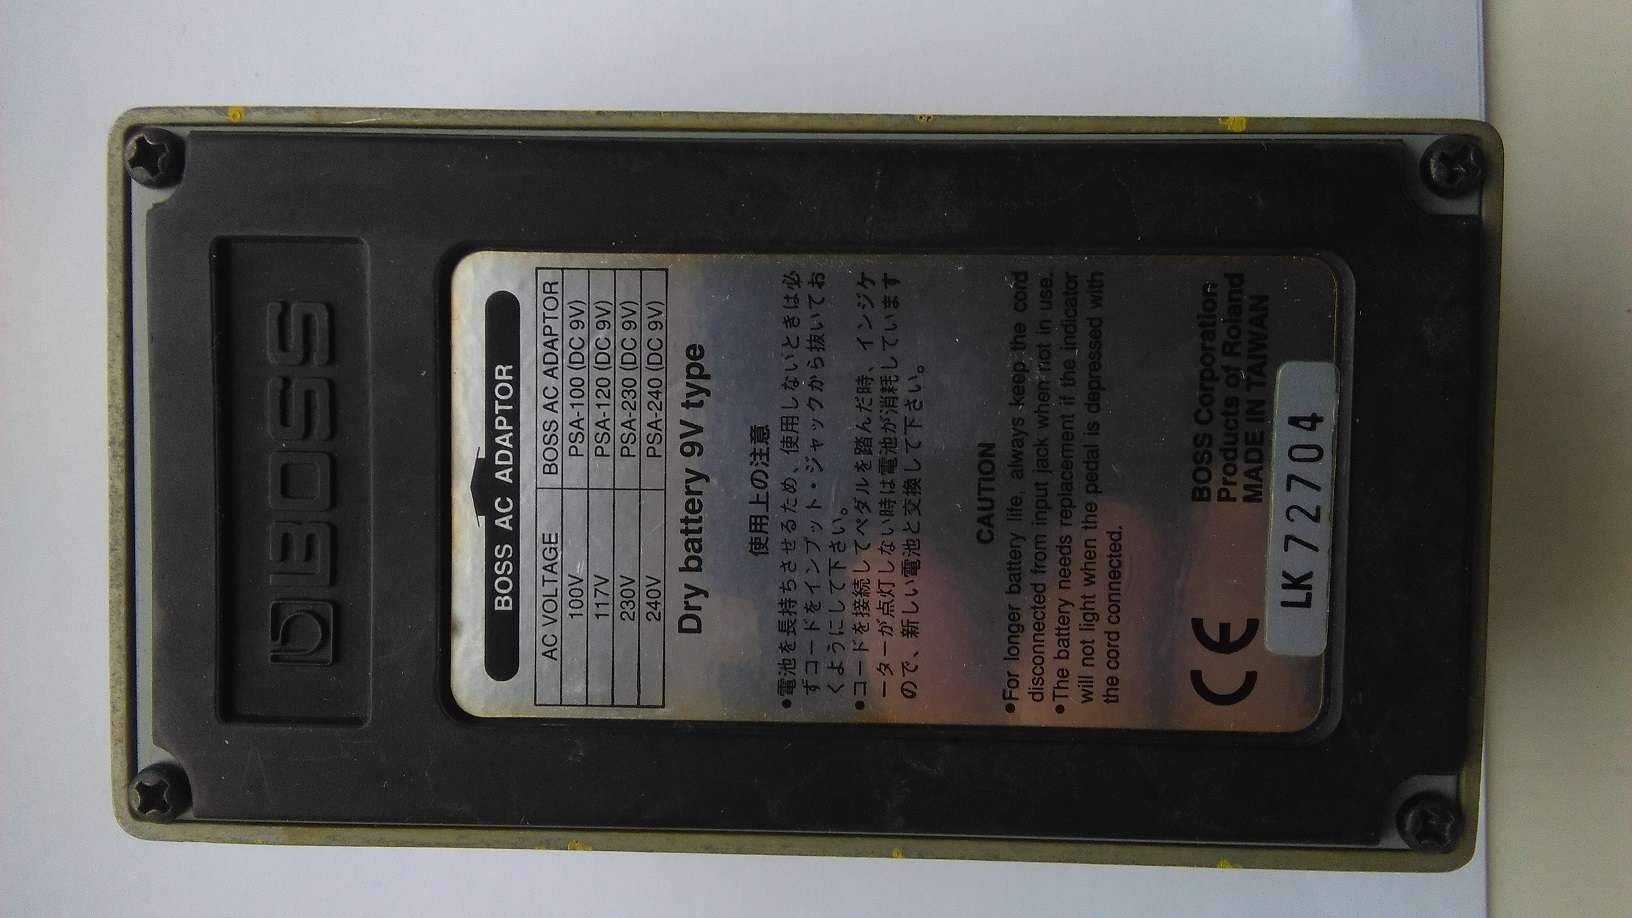 BOSS
BOSS AC ADAPTOR
AC VOLTAGE BOSS AC ADAPTOR
100V PSA-100 (DC 9V)
117V PSA-120 (DC 9V)
230V PSA-230 (DC 9V)
240V PSA-240 (DC 9V)
Dry battery 9V type
使用上の注意
●電池を長持ちさせるため、使用しないときは必
ずコードをインプット・ジャックから抜いてお
くようにして下さい。
●コードを接続してペダルを踏んだ時、インジケ
ーターが点灯しない時は電池が消耗しています
ので、新しい電池と交換して下さい。
CAUTION
●For longer battery life, always keep the cord
disconnected from input jack when not in use.
●The battery needs replacement if the indicator
will not light when the pedal is depressed with
the cord connected.
CE
BOSS Corporation
Products of Roland
MADE IN TAIWAN
LK72704